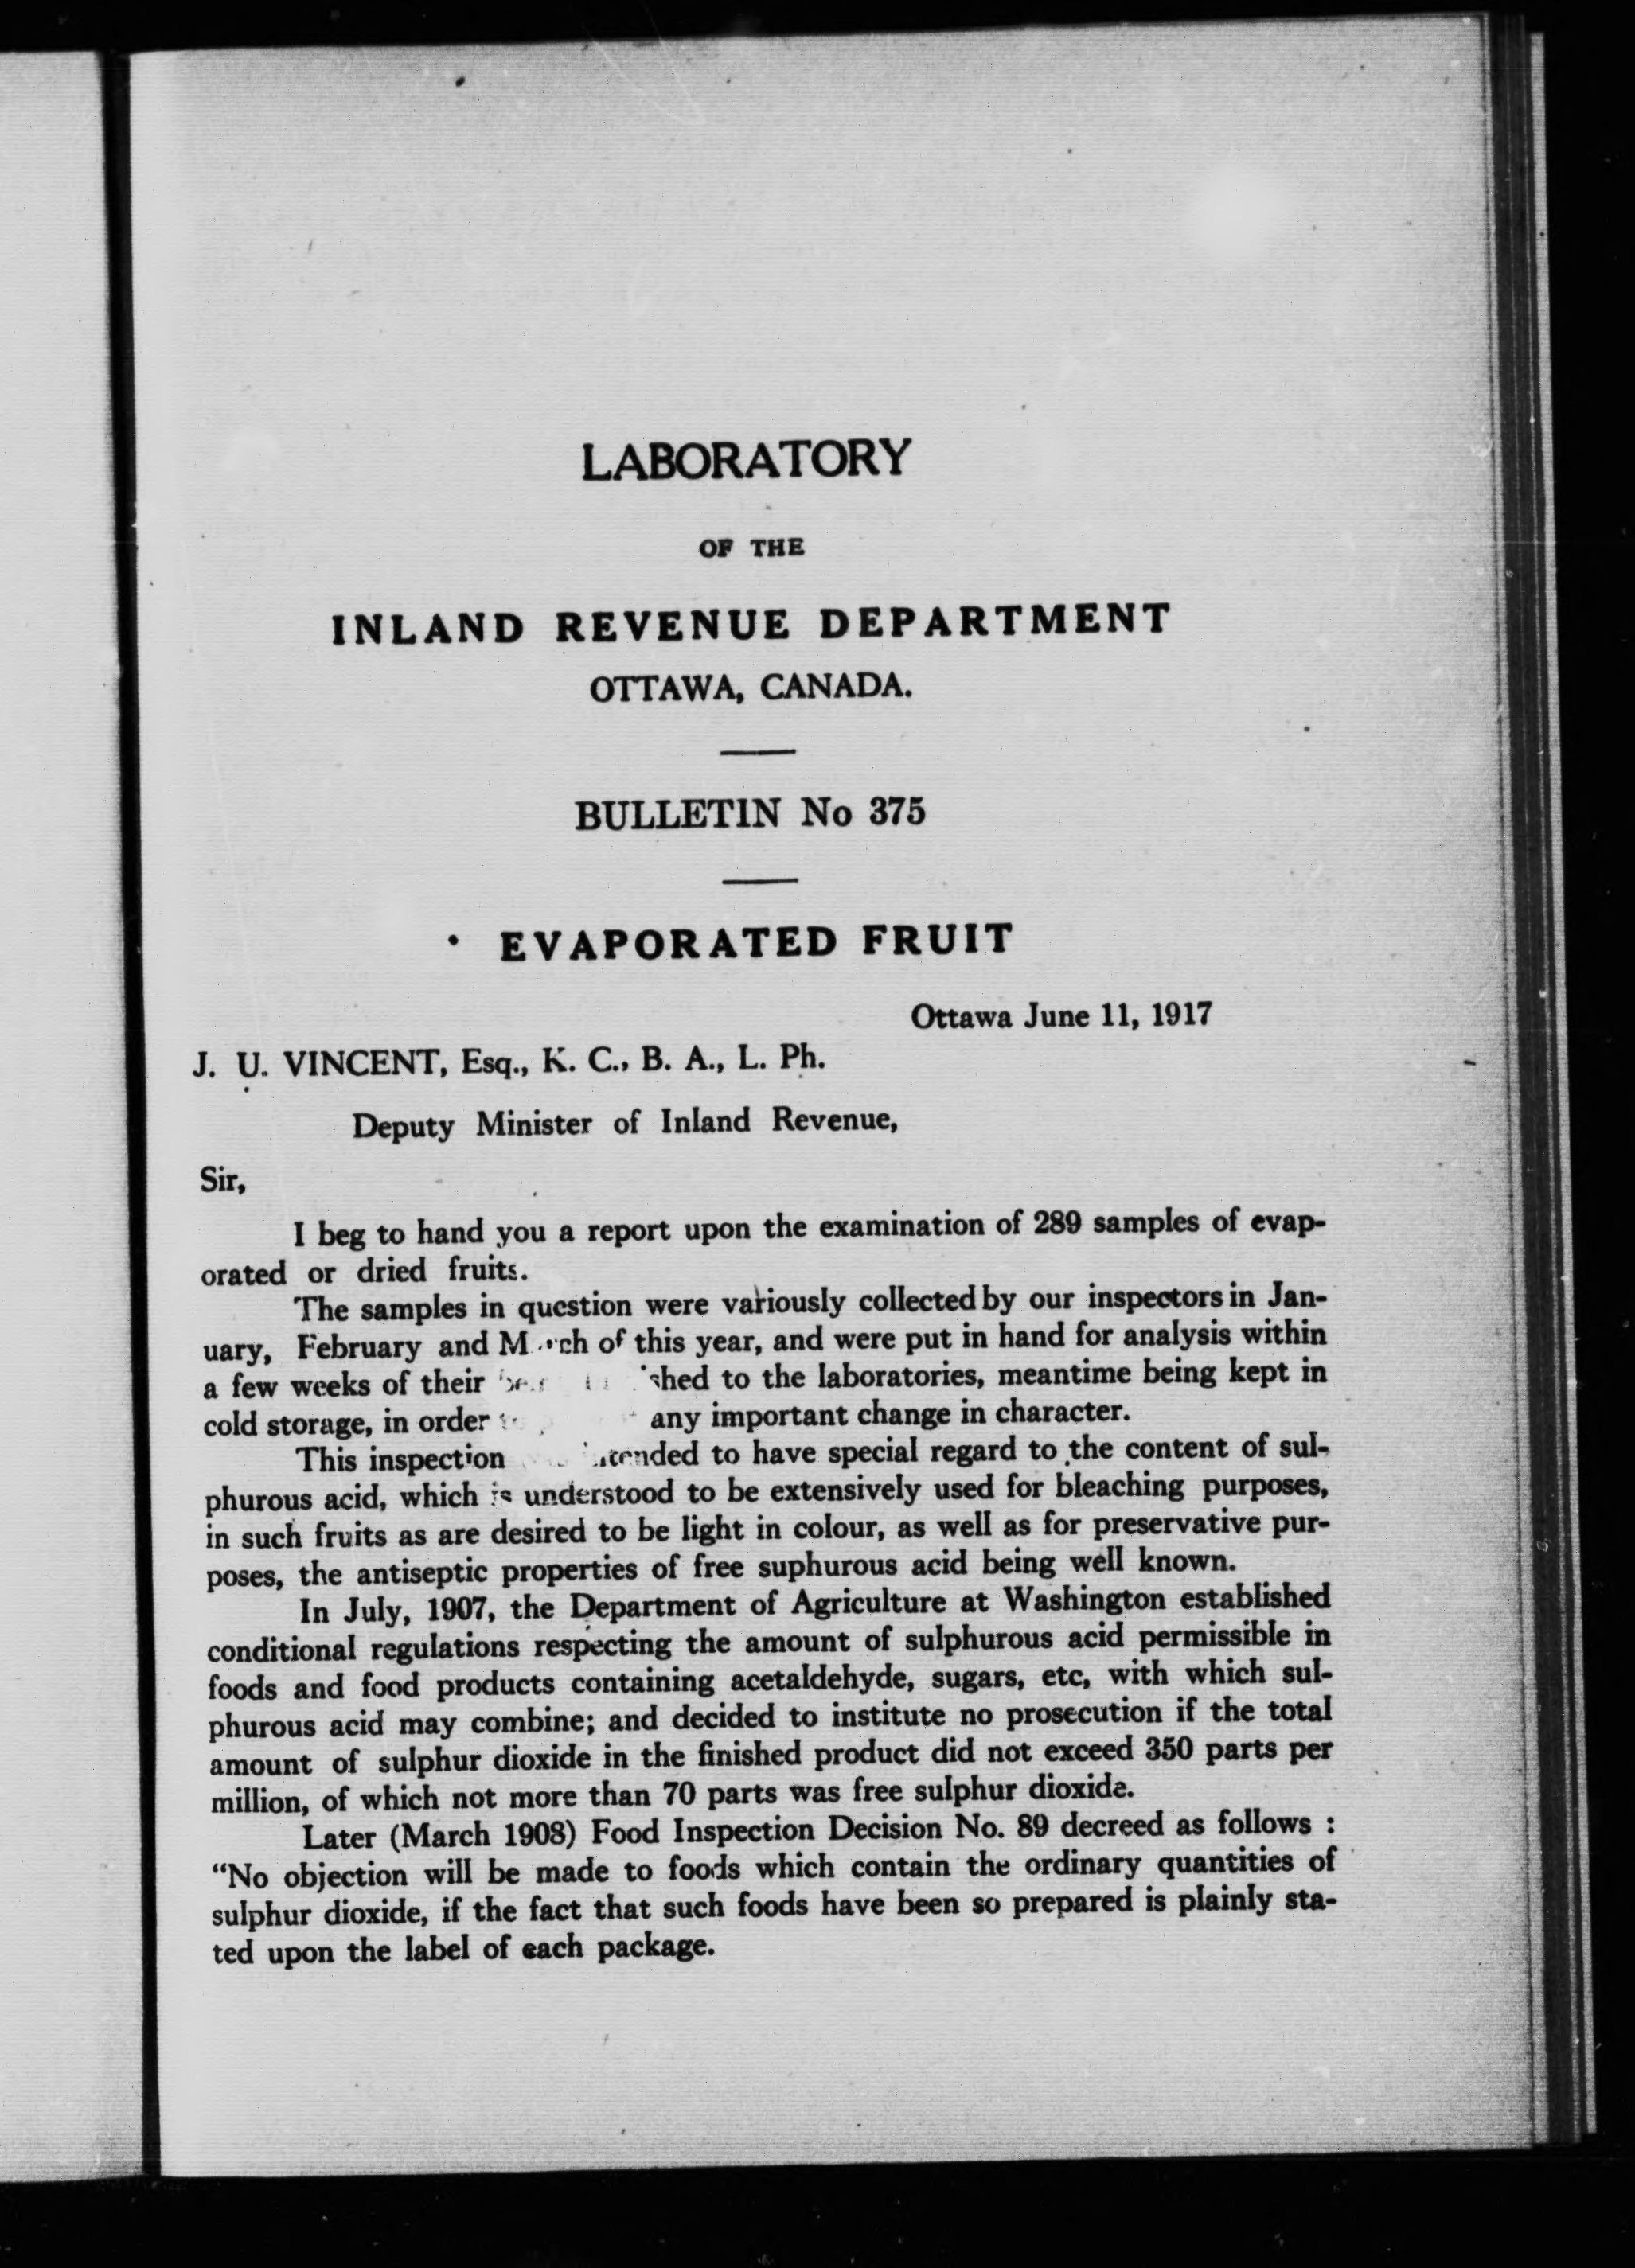 LABORATORY
OF THE
INLAND REVENUE DEPARTMENT
OTTAWA, CANADA.
BULLETIN No 375
EVAPORATED FRUIT
Ottawa June 11, 1917
J. U. VINCENT, Esq., K. C., B. A., L. Ph.
Deputy Minister of Inland Revenue,
Sir,
I beg to hand you a report upon the examination of 289 samples of evap-
orated or dried fruits.
The samples in question were variously collected by our inspectors in Jan-
uary, February and March of this year, and were put in hand for analysis within
a few weeks of their to the laboratories, meantime being kept in
cold storage, in order any important change in character.
This inspection to have special regard to the content of sul-
phurous acid, which is understood to be extensively used for bleaching purposes,
in such fruits as are desired to be light in colour, as well as for preservative pur-
poses, the antiseptic properties of free suphurous acid being well known.
In July, 1907, the Department of Agriculture at Washington established
conditional regulations respecting the amount of sulphurous acid permissible in
foods and food products containing acetaldehyde, sugars, etc, with which sul-
phurous acid may combine; and decided to institute no prosecution if the total
amount of sulphur dioxide in the finished product did not exceed 350 parts per
million, of which not more than 70 parts was free sulphur dioxide.
Later (March 1908) Food Inspection Decision No. 89 decreed as follows :
“No objection will be made to foods which contain the ordinary quantities of
sulphur dioxide, if the fact that such foods have been so prepared is plainly sta-
ted upon the label of each package.